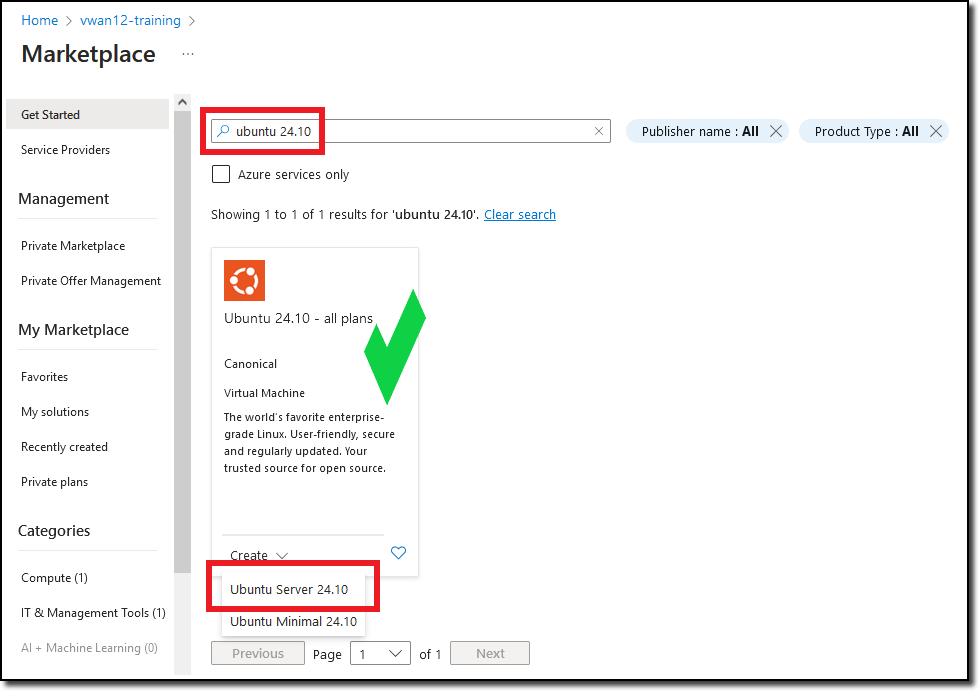 Home > vwan12-training >
Marketplace ...
Get Started
Service Providers
Management
Private Marketplace
Private Offer Management
My Marketplace
Favorites
My solutions
Recently created
Private plans
Categories
Compute (1)
IT & Management Tools (1)
AI + Machine Learning (0)
ubuntu 24.10
Publisher name : All
Product Type : All
Azure services only
Showing 1 to 1 of 1 results for 'ubuntu 24.10'. Clear search
Ubuntu 24.10 - all plans
Canonical
Virtual Machine
The world's favorite enterprise-
grade Linux. User-friendly, secure
and regularly updated. Your
trusted source for open source.
Create
Ubuntu Server 24.10
Ubuntu Minimal 24.10
Previous Page 1 of 1 Next